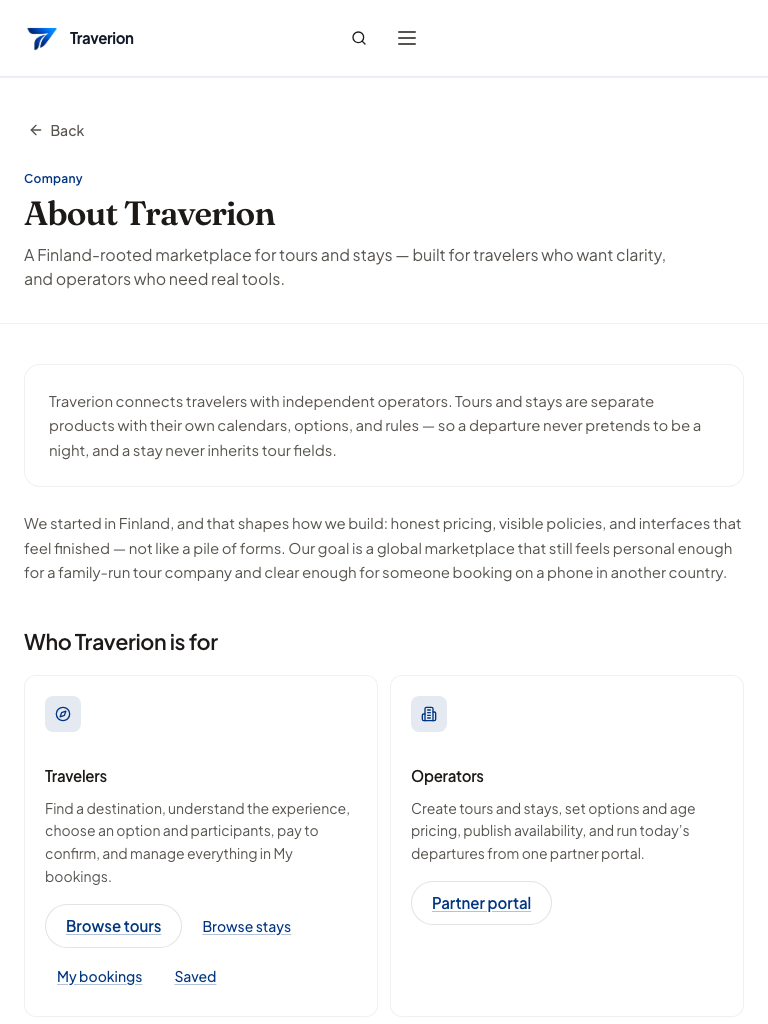 Traverion
Back
Company
About Traverion
A Finland-rooted marketplace for tours and stays — built for travelers who want clarity,
and operators who need real tools.
Traverion connects travelers with independent operators. Tours and stays are separate
products with their own calendars, options, and rules — so a departure never pretends to be a
night, and a stay never inherits tour fields.
We started in Finland, and that shapes how we build: honest pricing, visible policies, and interfaces that
feel finished — not like a pile of forms. Our goal is a global marketplace that still feels personal enough
for a family-run tour company and clear enough for someone booking on a phone in another country.
Who Traverion is for
Travelers
Find a destination, understand the experience,
choose an option and participants, pay to
confirm, and manage everything in My
bookings.
Browse tours
Browse stays
My bookings
Saved
Operators
Create tours and stays, set options and age
pricing, publish availability, and run today's
departures from one partner portal.
Partner portal